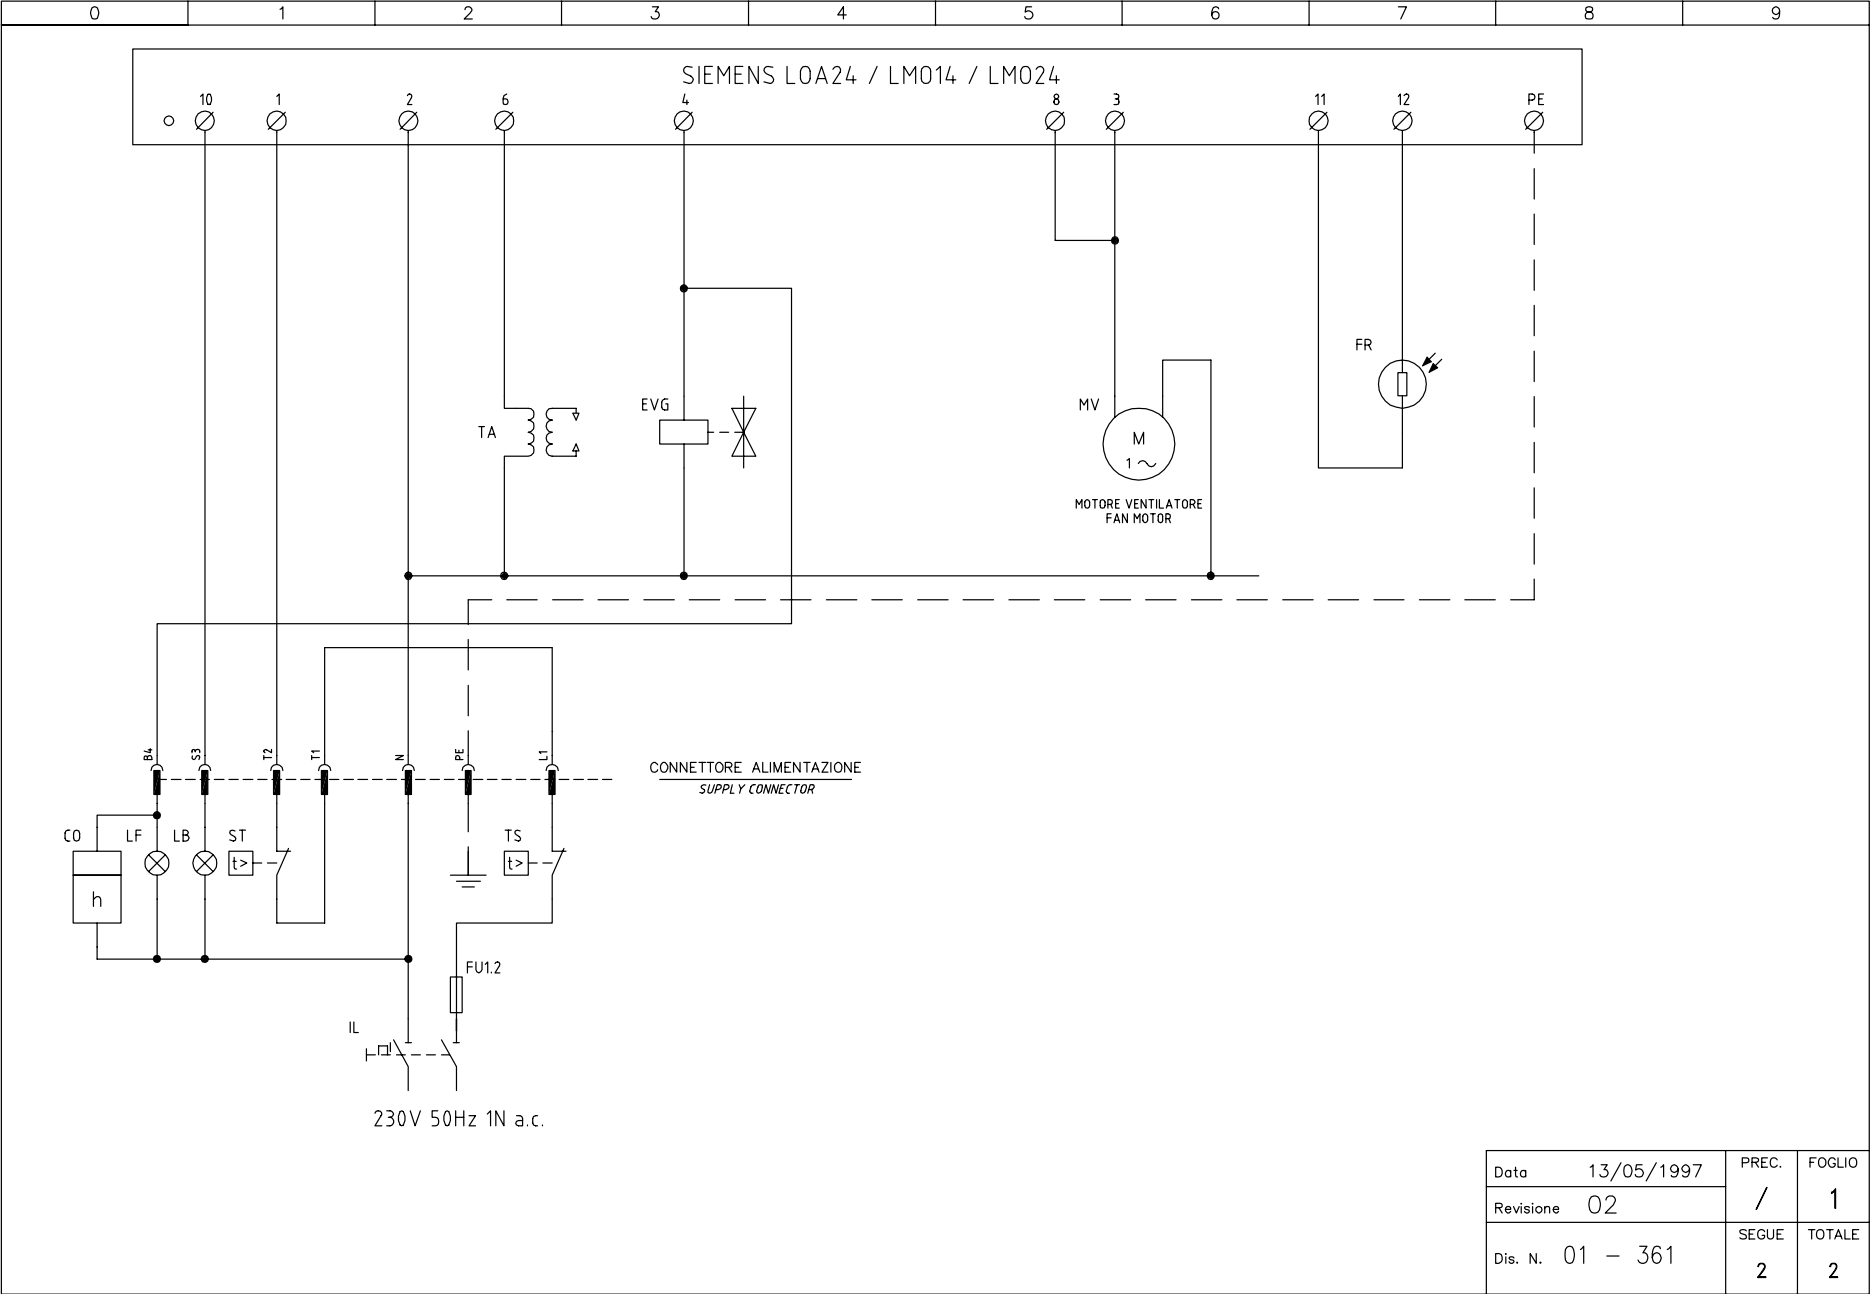 0 1 2 3 4 5 6 7 8 9
SIEMENS LOA24 / LMO14 / LMO24
10 1 2 6 4 8 3 11 12 PE
FR
EVG
MV
TA
M
1
MOTORE VENTILATORE
FAN MOTOR
B4 S3 T2 T1 N PE L1
CONNETTORE ALIMENTAZIONE
SUPPLY CONNECTOR
CO LF LB ST TS
t> t>
h
FU1.2
IL
230V 50Hz 1N a.c.
Data 13/05/1997
PREC.
/
FOGLIO
1
Revisione 02
Dis. N. 01 - 361
SEGUE
2
TOTALE
2